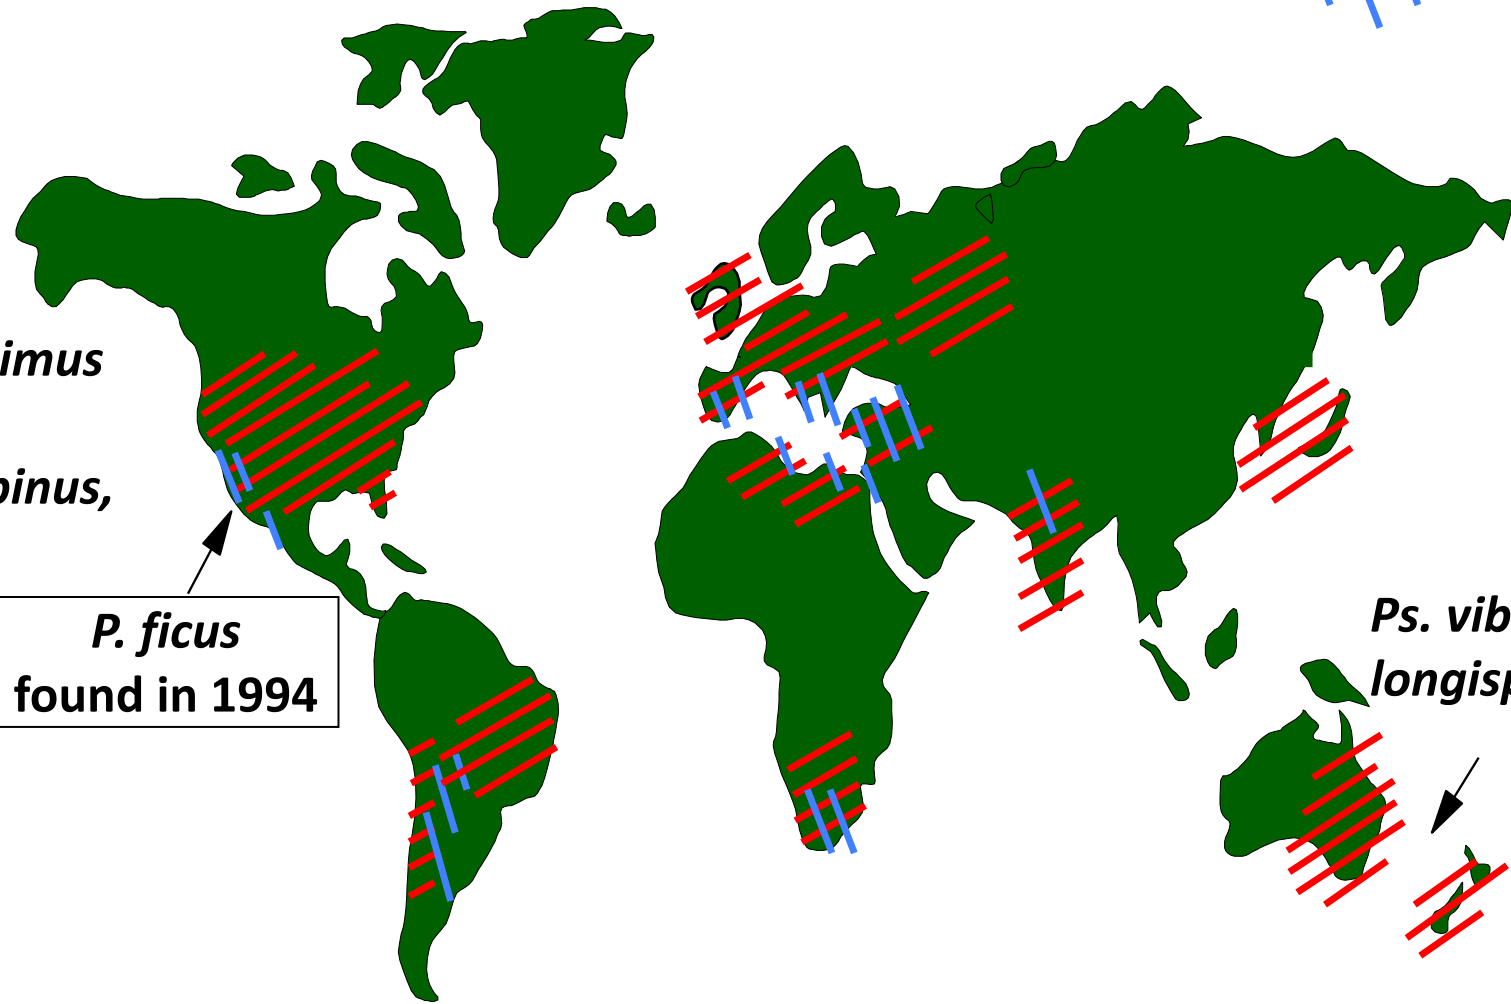 imus
pinus,
P. ficus
found in 1994
Ps. vib
longisp